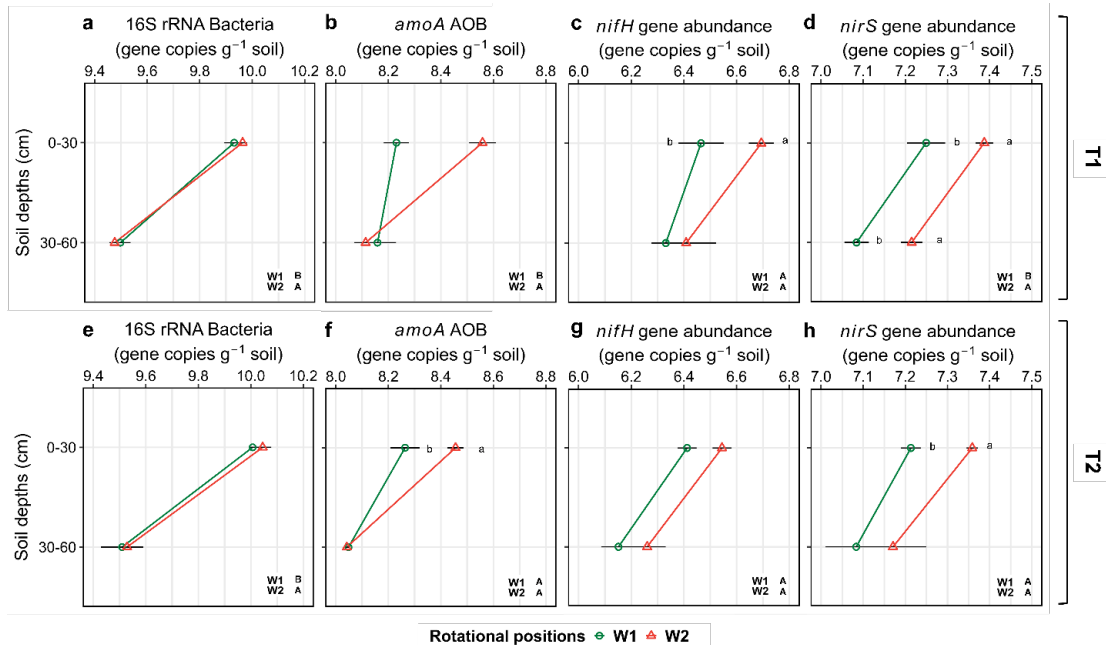 a 16S rRNA Bacteria
(gene copies g⁻¹ soil)
9.4 9.6 9.8 10.0 10.2
b amoA AOB
(gene copies g⁻¹ soil)
8.0 8.2 8.4 8.6 8.8
c nifH gene abundance
(gene copies g⁻¹ soil)
6.0 6.2 6.4 6.6 6.8
d nirS gene abundance
(gene copies g⁻¹ soil)
7.0 7.1 7.2 7.3 7.4 7.5
Soil depths (cm)
0-30
30-60
W1 B
W2 A
W1 B
W2 A
b a
W1 A
W2 A
b a
b a
W1 B
W2 A
T1
e 16S rRNA Bacteria
(gene copies g⁻¹ soil)
9.4 9.6 9.8 10.0 10.2
f amoA AOB
(gene copies g⁻¹ soil)
8.0 8.2 8.4 8.6 8.8
g nifH gene abundance
(gene copies g⁻¹ soil)
6.0 6.2 6.4 6.6 6.8
h nirS gene abundance
(gene copies g⁻¹ soil)
7.0 7.1 7.2 7.3 7.4 7.5
Soil depths (cm)
0-30
30-60
W1 B
W2 A
b a
W1 A
W2 A
W1 A
W2 A
b a
W1 A
W2 A
T2
Rotational positions W1 W2